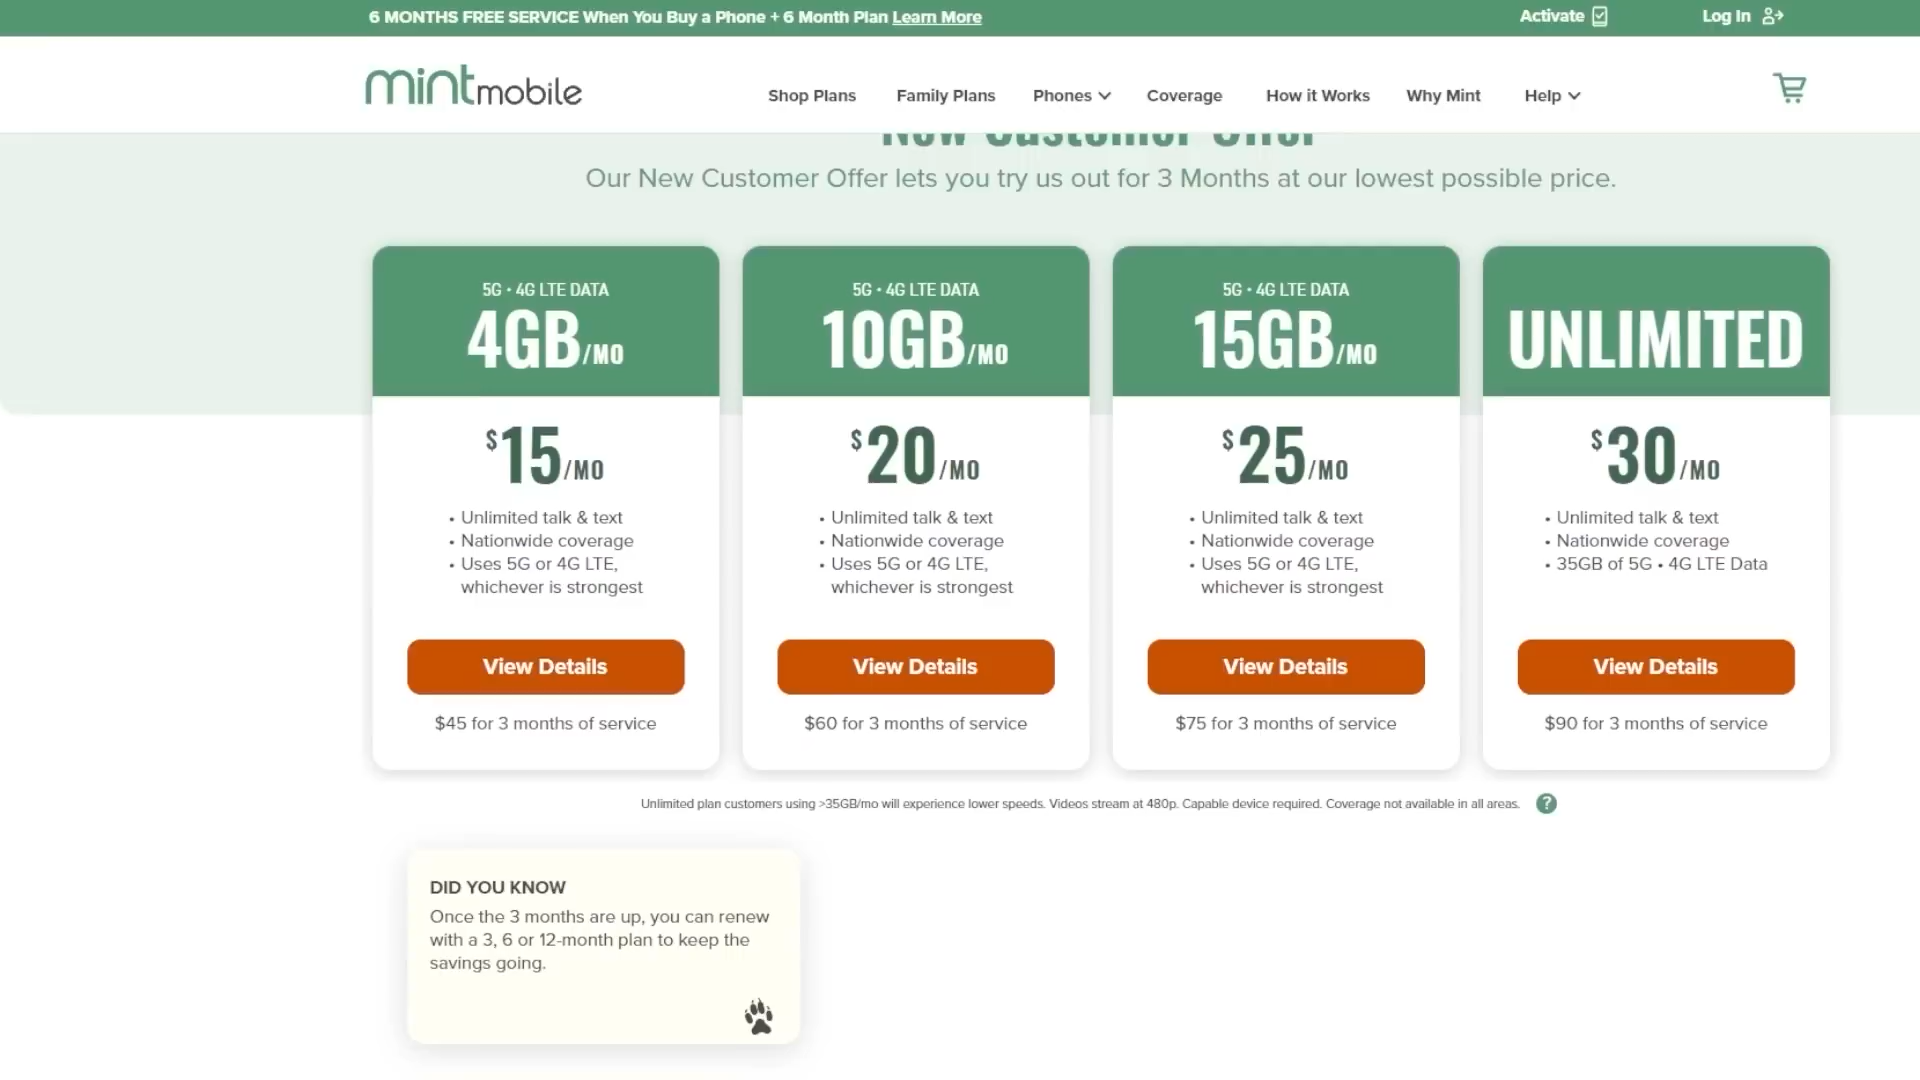 6 MONTHS FREE SERVICE When You Buy a Phone + 6 Month Plan Learn More
Activate
Log In
mintmobile
Shop Plans
Family Plans
Phones
Coverage
How it Works
Why Mint
Help
New Customer Offer
Our New Customer Offer lets you try us out for 3 Months at our lowest possible price.
5G • 4G LTE DATA
4GB/MO
$15/MO
• Unlimited talk & text
• Nationwide coverage
• Uses 5G or 4G LTE,
whichever is strongest
View Details
$45 for 3 months of service
5G • 4G LTE DATA
10GB/MO
$20/MO
• Unlimited talk & text
• Nationwide coverage
• Uses 5G or 4G LTE,
whichever is strongest
View Details
$60 for 3 months of service
5G • 4G LTE DATA
15GB/MO
$25/MO
• Unlimited talk & text
• Nationwide coverage
• Uses 5G or 4G LTE,
whichever is strongest
View Details
$75 for 3 months of service
UNLIMITED
$30/MO
• Unlimited talk & text
• Nationwide coverage
• 35GB of 5G • 4G LTE Data
View Details
$90 for 3 months of service
Unlimited plan customers using >35GB/mo will experience lower speeds. Videos stream at 480p. Capable device required. Coverage not available in all areas. ?
DID YOU KNOW
Once the 3 months are up, you can renew
with a 3, 6 or 12-month plan to keep the
savings going.